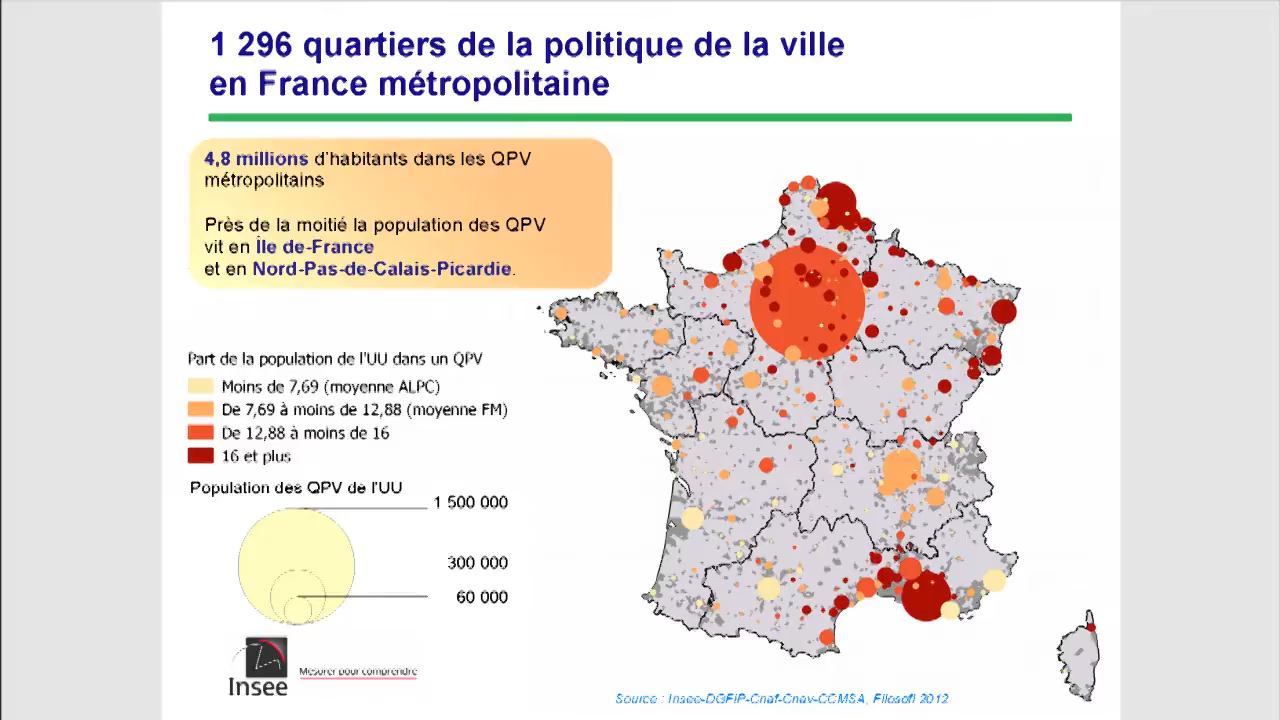 1 296 quartiers de la politique de la ville
en France métropolitaine
4,8 millions d'habitants dans les QPV
métropolitains
Près de la moitié la population des QPV
vit en Île de-France
et en Nord-Pas-de-Calais-Picardie.
Part de la population de l'UU dans un QPV
Moins de 7,69 (moyenne ALPC)
De 7,69 à moins de 12,88 (moyenne FM)
De 12,88 à moins de 16
16 et plus
Population des QPV de l'UU
1 500 000
300 000
60 000
Insee
Mesurer pour comprendre
Source : Insee-DGFiP-Cnaf-Cnav-CCMSA, Filosofi 2012